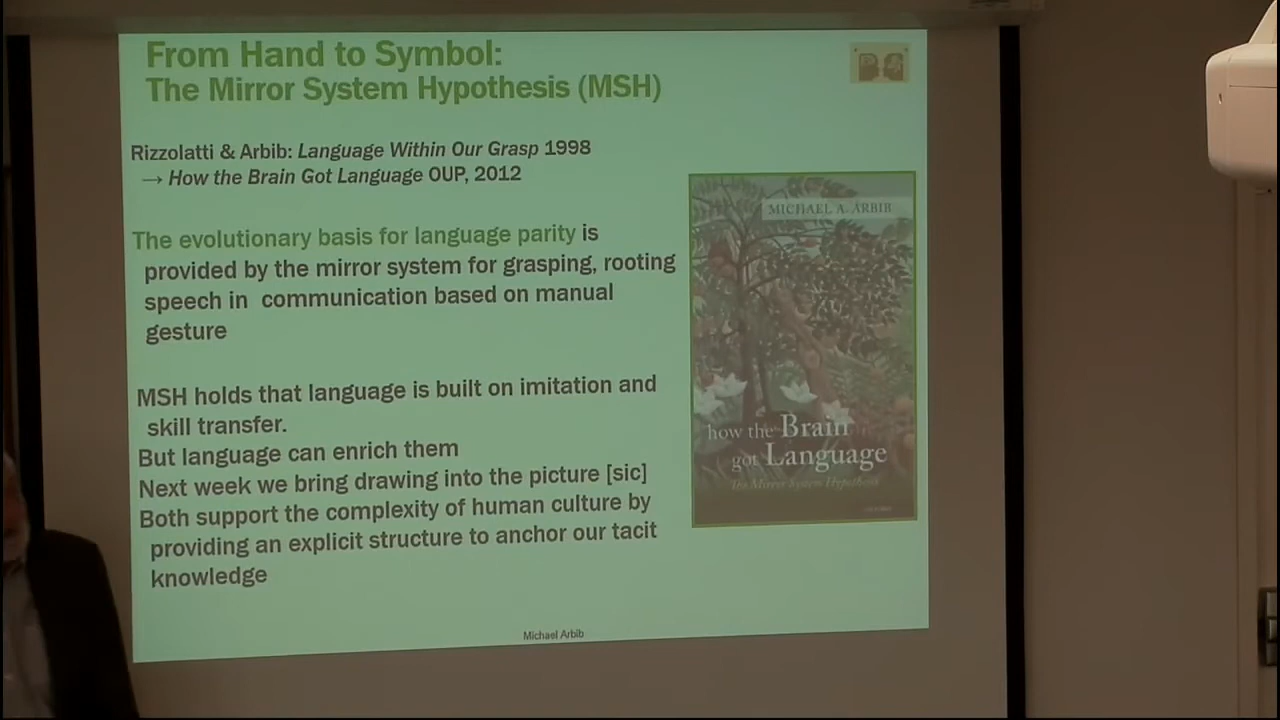 From Hand to Symbol:
The Mirror System Hypothesis (MSH)
Rizzolatti & Arbib: Language Within Our Grasp 1998
→ How the Brain Got Language OUP, 2012
The evolutionary basis for language parity is
provided by the mirror system for grasping, rooting
speech in communication based on manual
gesture
MSH holds that language is built on imitation and
skill transfer.
But language can enrich them
Next week we bring drawing into the picture [sic]
Both support the complexity of human culture by
providing an explicit structure to anchor our tacit
knowledge
MICHAEL A. ARBIB
how the Brain
got Language
The Mirror System Hypothesis
Michael Arbib